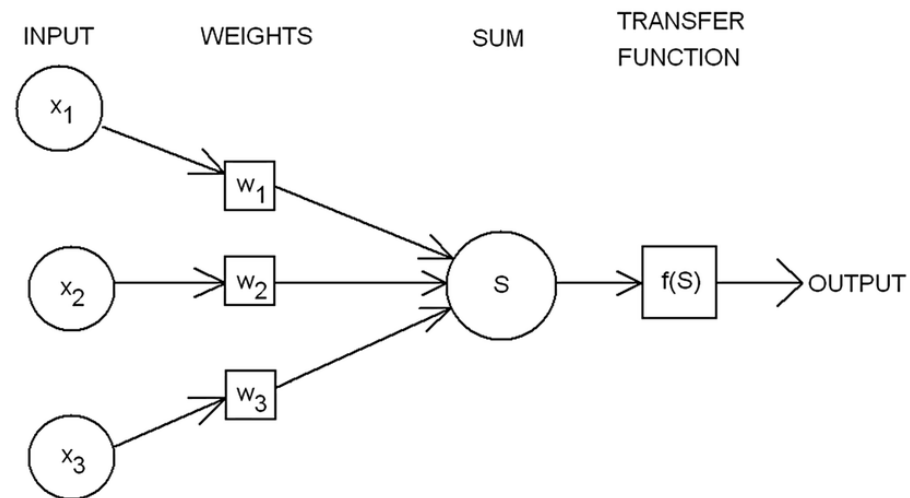 INPUT
WEIGHTS
SUM
TRANSFER
FUNCTION
x1
w1
x2
w2
S
f(S)
OUTPUT
w3
x3